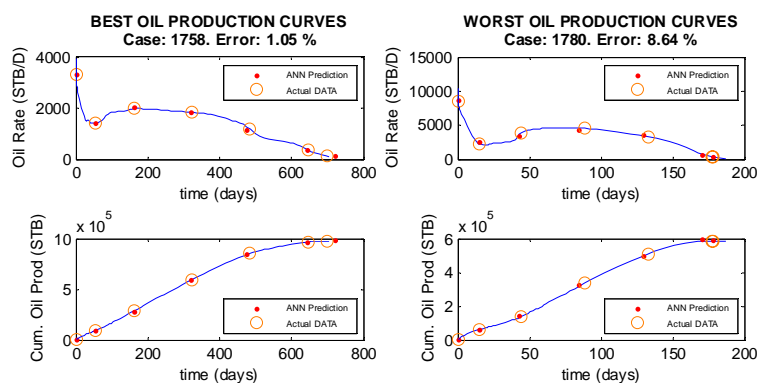 BEST OIL PRODUCTION CURVES
Case: 1758. Error: 1.05 %
Oil Rate (STB/D)
4000
2000
0
ANN Prediction
Actual DATA
0 200 400 600 800
time (days)
WORST OIL PRODUCTION CURVES
Case: 1780. Error: 8.64 %
Oil Rate (STB/D)
15000
10000
5000
0
ANN Prediction
Actual DATA
0 50 100 150 200
time (days)
Cum. Oil Prod (STB)
x 10^5
10
5
0
ANN Prediction
Actual DATA
0 200 400 600 800
time (days)
Cum. Oil Prod (STB)
x 10^5
6
4
2
0
ANN Prediction
Actual DATA
0 50 100 150 200
time (days)